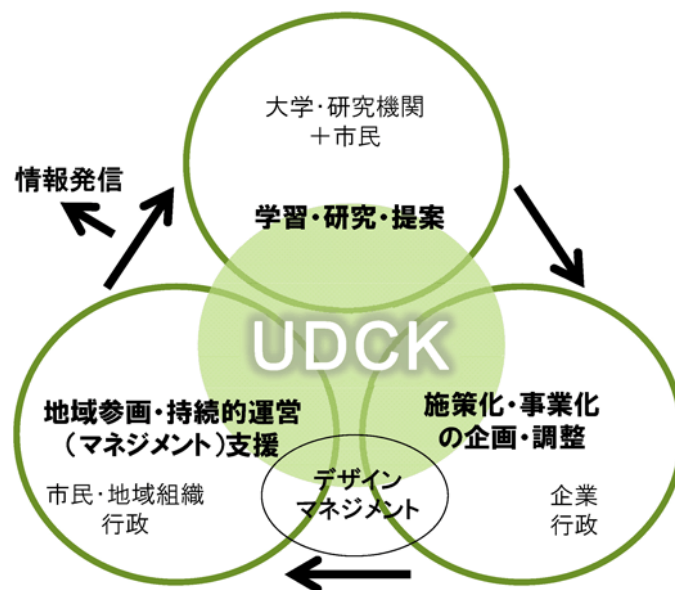 大学･研究機関
＋市民
情報発信
学習･研究･提案
UDCK
地域参画･持続的運営
（マネジメント）支援
施策化･事業化
の企画･調整
市民･地域組織
行政
デザイン
マネジメント
企業
行政